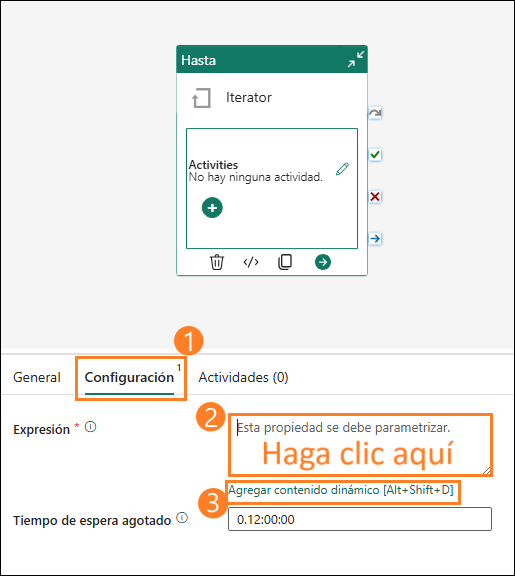 Hasta
Iterator
Activities
No hay ninguna actividad.
1
General
Configuración 1
Actividades (0)
Expresión * 
2
Esta propiedad se debe parametrizar.
Haga clic aquí
3
Agregar contenido dinámico [Alt+Shift+D]
Tiempo de espera agotado
0.12:00:00